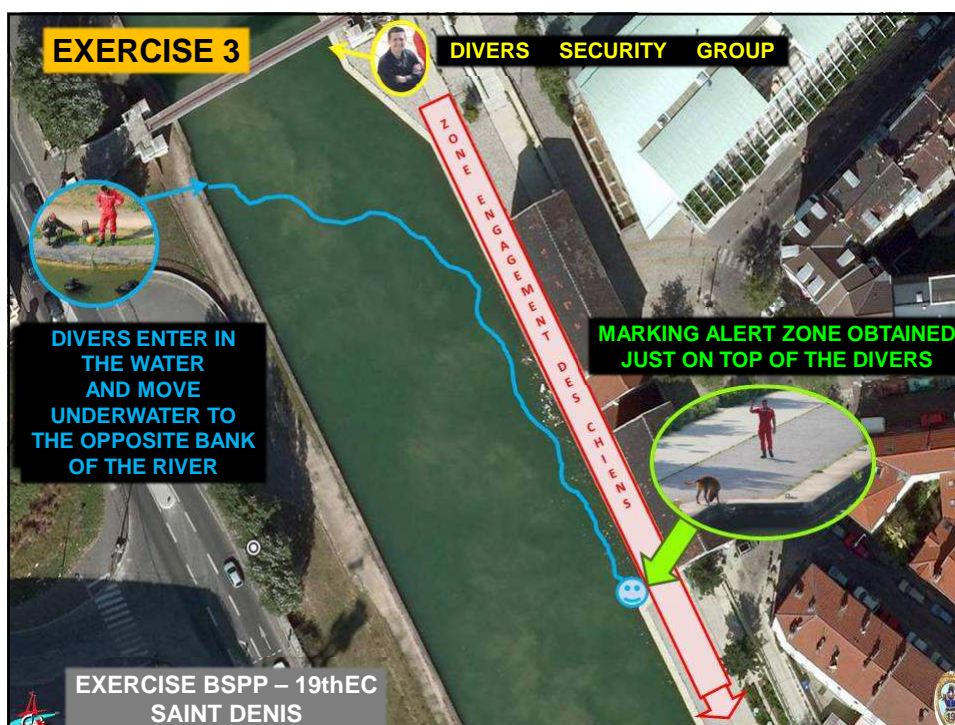 EXERCISE 3
DIVERS SECURITY GROUP
ZONE ENGAGEMENT DES CHIENS
DIVERS ENTER IN
THE WATER
AND MOVE
UNDERWATER TO
THE OPPOSITE BANK
OF THE RIVER
MARKING ALERT ZONE OBTAINED
JUST ON TOP OF THE DIVERS
EXERCISE BSPP – 19thEC
SAINT DENIS